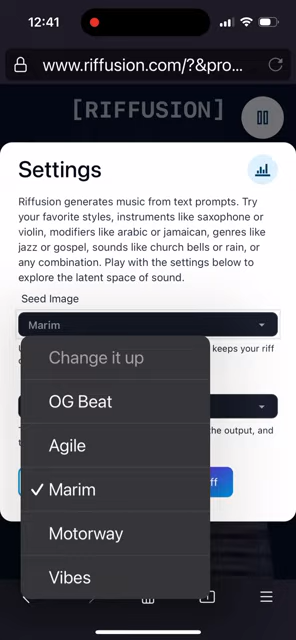 12:41
www.riffusion.com/?&pro...
[RIFFUSION]
Settings
Riffusion generates music from text prompts. Try
your favorite styles, instruments like saxophone or
violin, modifiers like arabic or jamaican, genres like
jazz or gospel, sounds like church bells or rain, or
any combination. Play with the settings below to
explore the latent space of sound.
Seed Image
Marim
keeps your riff
Change it up
OG Beat
the output, and
Agile
Marim
Motorway
Vibes